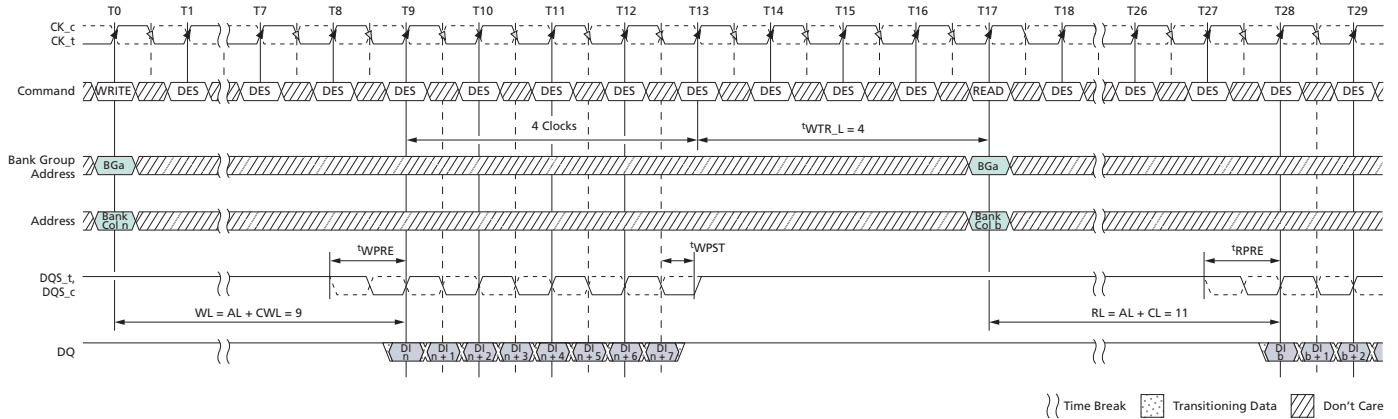 T0 T1 T7 T8 T9 T10 T11 T12 T13 T14 T15 T16 T17 T18 T26 T27 T28 T29
CK_c
CK_t
Command WRITE DES DES DES DES DES DES DES DES DES DES DES READ DES DES DES DES DES
4 Clocks tWTR_L = 4
Bank Group
Address
BGa BGa
Address
Bank
Col n
Bank
Col b
tWPRE tWPST tRPRE
DQS_t,
DQS_c
WL = AL + CWL = 9 RL = AL + CL = 11
DQ
DI DI DI DI DI DI DI DI DI DI DI
n n + 1 n + 2 n + 3 n + 4 n + 5 n + 6 n + 7 b b + 1 b + 2
Time Break Transitioning Data Don't Care